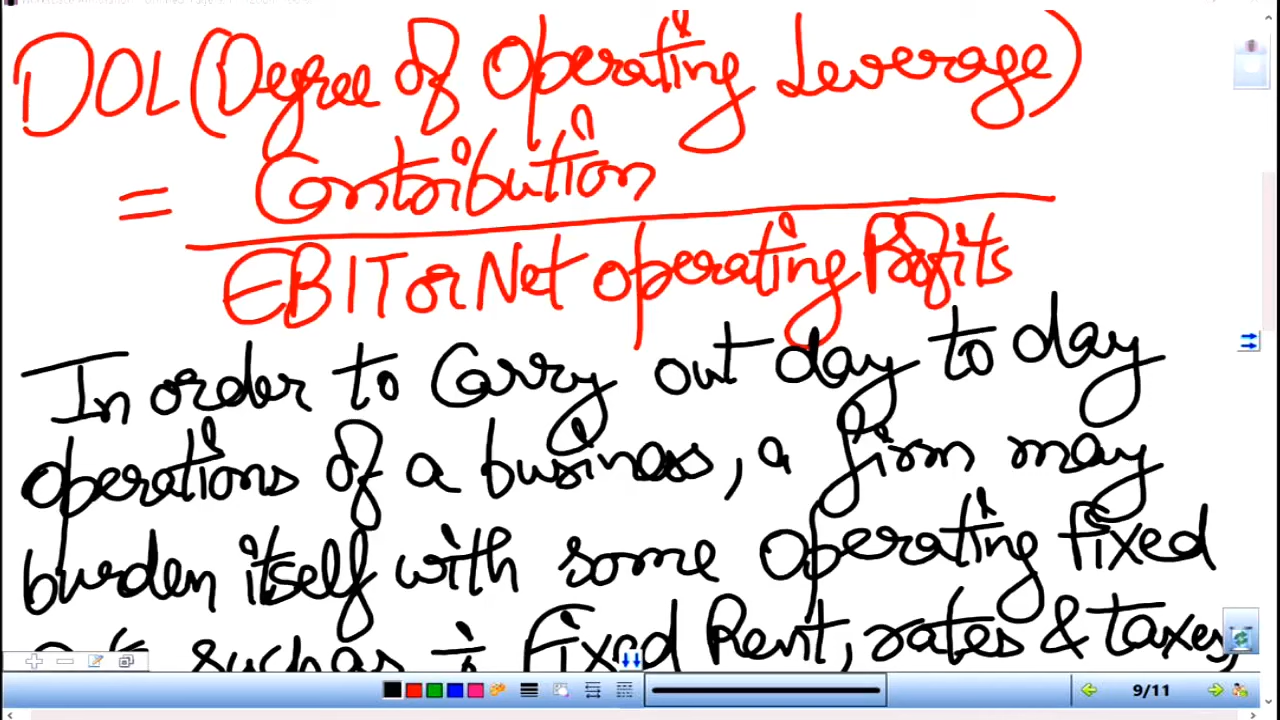 DOL (Degree of Operating Leverage)
= Contribution
EBIT or Net operating Profits
In order to Carry out day to day
operations of a business, a firm may
burden itself with some operating fixed
such as Fixed Rent, rates & taxes,
9/11